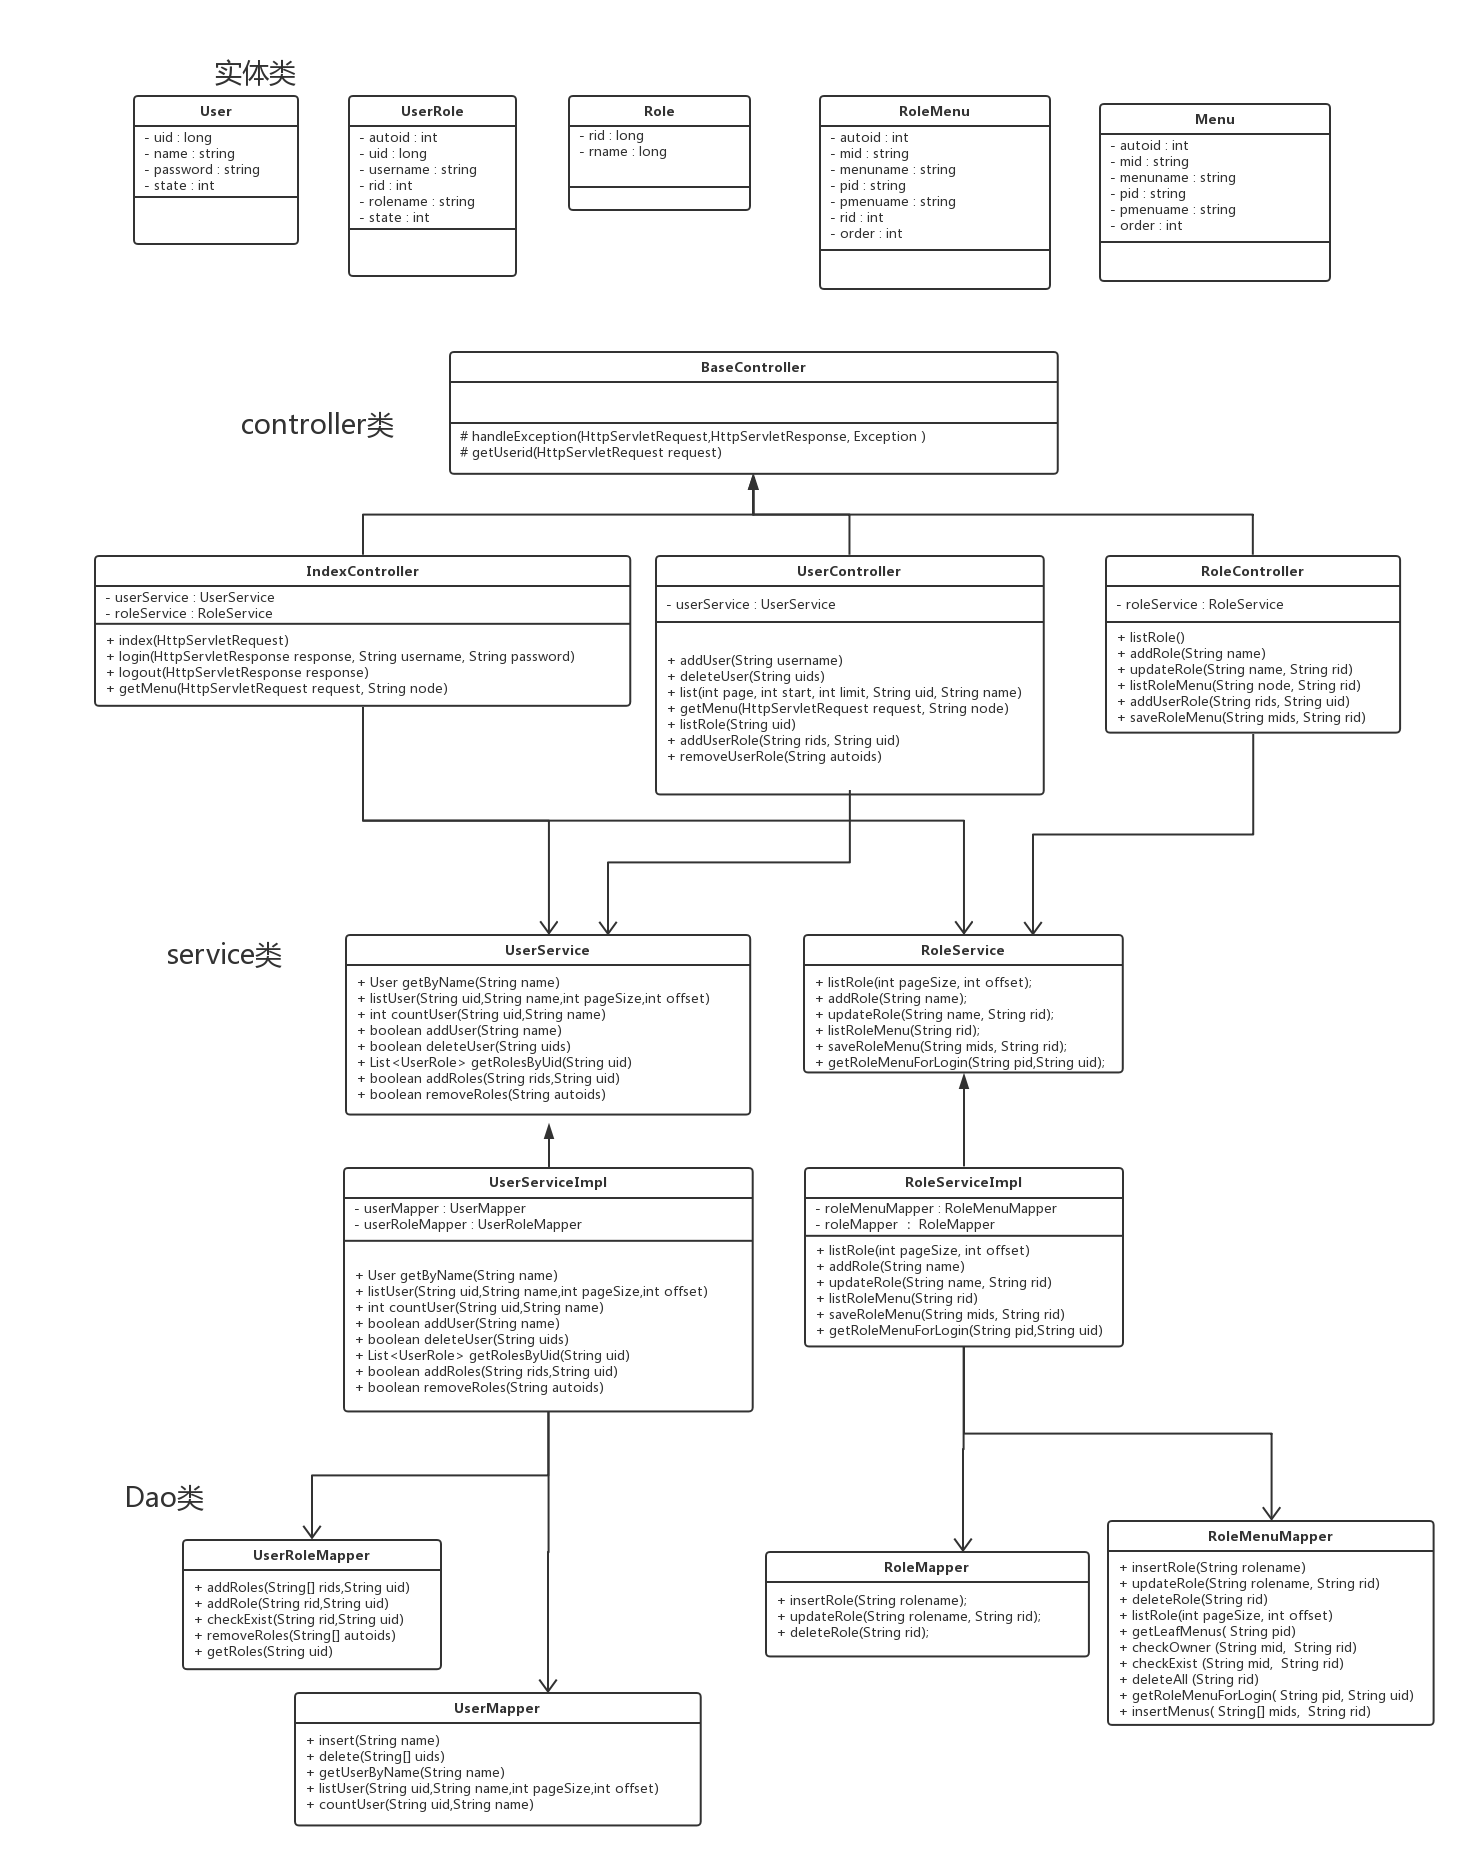 实体类
User
- uid : long
- name : string
- password : string
- state : int
UserRole
- autoid : int
- uid : long
- username : string
- rid : int
- rolename : string
- state : int
Role
- rid : long
- rname : long
RoleMenu
- autoid : int
- mid : string
- menuname : string
- pid : string
- pmenuame : string
- rid : int
- order : int
Menu
- autoid : int
- mid : string
- menuname : string
- pid : string
- pmenuame : string
- order : int
controller类
BaseController
# handleException(HttpServletRequest,HttpServletResponse, Exception )
# getUserid(HttpServletRequest request)
IndexController
- userService : UserService
- roleService : RoleService
+ index(HttpServletRequest)
+ login(HttpServletResponse response, String username, String password)
+ logout(HttpServletResponse response)
+ getMenu(HttpServletRequest request, String node)
UserController
- userService : UserService
+ addUser(String username)
+ deleteUser(String uids)
+ list(int page, int start, int limit, String uid, String name)
+ getMenu(HttpServletRequest request, String node)
+ listRole(String uid)
+ addUserRole(String rids, String uid)
+ removeUserRole(String autoids)
RoleController
- roleService : RoleService
+ listRole()
+ addRole(String name)
+ updateRole(String name, String rid)
+ listRoleMenu(String node, String rid)
+ addUserRole(String rids, String uid)
+ saveRoleMenu(String mids, String rid)
service类
UserService
+ User getByName(String name)
+ listUser(String uid,String name,int pageSize,int offset)
+ int countUser(String uid,String name)
+ boolean addUser(String name)
+ boolean deleteUser(String uids)
+ List<UserRole> getRolesByUid(String uid)
+ boolean addRoles(String rids,String uid)
+ boolean removeRoles(String autoids)
RoleService
+ listRole(int pageSize, int offset);
+ addRole(String name);
+ updateRole(String name, String rid);
+ listRoleMenu(String rid);
+ saveRoleMenu(String mids, String rid);
+ getRoleMenuForLogin(String pid,String uid);
UserServiceImpl
- userMapper : UserMapper
- userRoleMapper : UserRoleMapper
+ User getByName(String name)
+ listUser(String uid,String name,int pageSize,int offset)
+ int countUser(String uid,String name)
+ boolean addUser(String name)
+ boolean deleteUser(String uids)
+ List<UserRole> getRolesByUid(String uid)
+ boolean addRoles(String rids,String uid)
+ boolean removeRoles(String autoids)
RoleServiceImpl
- roleMenuMapper : RoleMenuMapper
- roleMapper ： RoleMapper
+ listRole(int pageSize, int offset)
+ addRole(String name)
+ updateRole(String name, String rid)
+ listRoleMenu(String rid)
+ saveRoleMenu(String mids, String rid)
+ getRoleMenuForLogin(String pid,String uid)
Dao类
UserRoleMapper
+ addRoles(String[] rids,String uid)
+ addRole(String rid,String uid)
+ checkExist(String rid,String uid)
+ removeRoles(String[] autoids)
+ getRoles(String uid)
UserMapper
+ insert(String name)
+ delete(String[] uids)
+ getUserByName(String name)
+ listUser(String uid,String name,int pageSize,int offset)
+ countUser(String uid,String name)
RoleMapper
+ insertRole(String rolename);
+ updateRole(String rolename, String rid);
+ deleteRole(String rid);
RoleMenuMapper
+ insertRole(String rolename)
+ updateRole(String rolename, String rid)
+ deleteRole(String rid)
+ listRole(int pageSize, int offset)
+ getLeafMenus( String pid)
+ checkOwner (String mid,  String rid)
+ checkExist (String mid,  String rid)
+ deleteAll (String rid)
+ getRoleMenuForLogin( String pid, String uid)
+ insertMenus( String[] mids,  String rid)